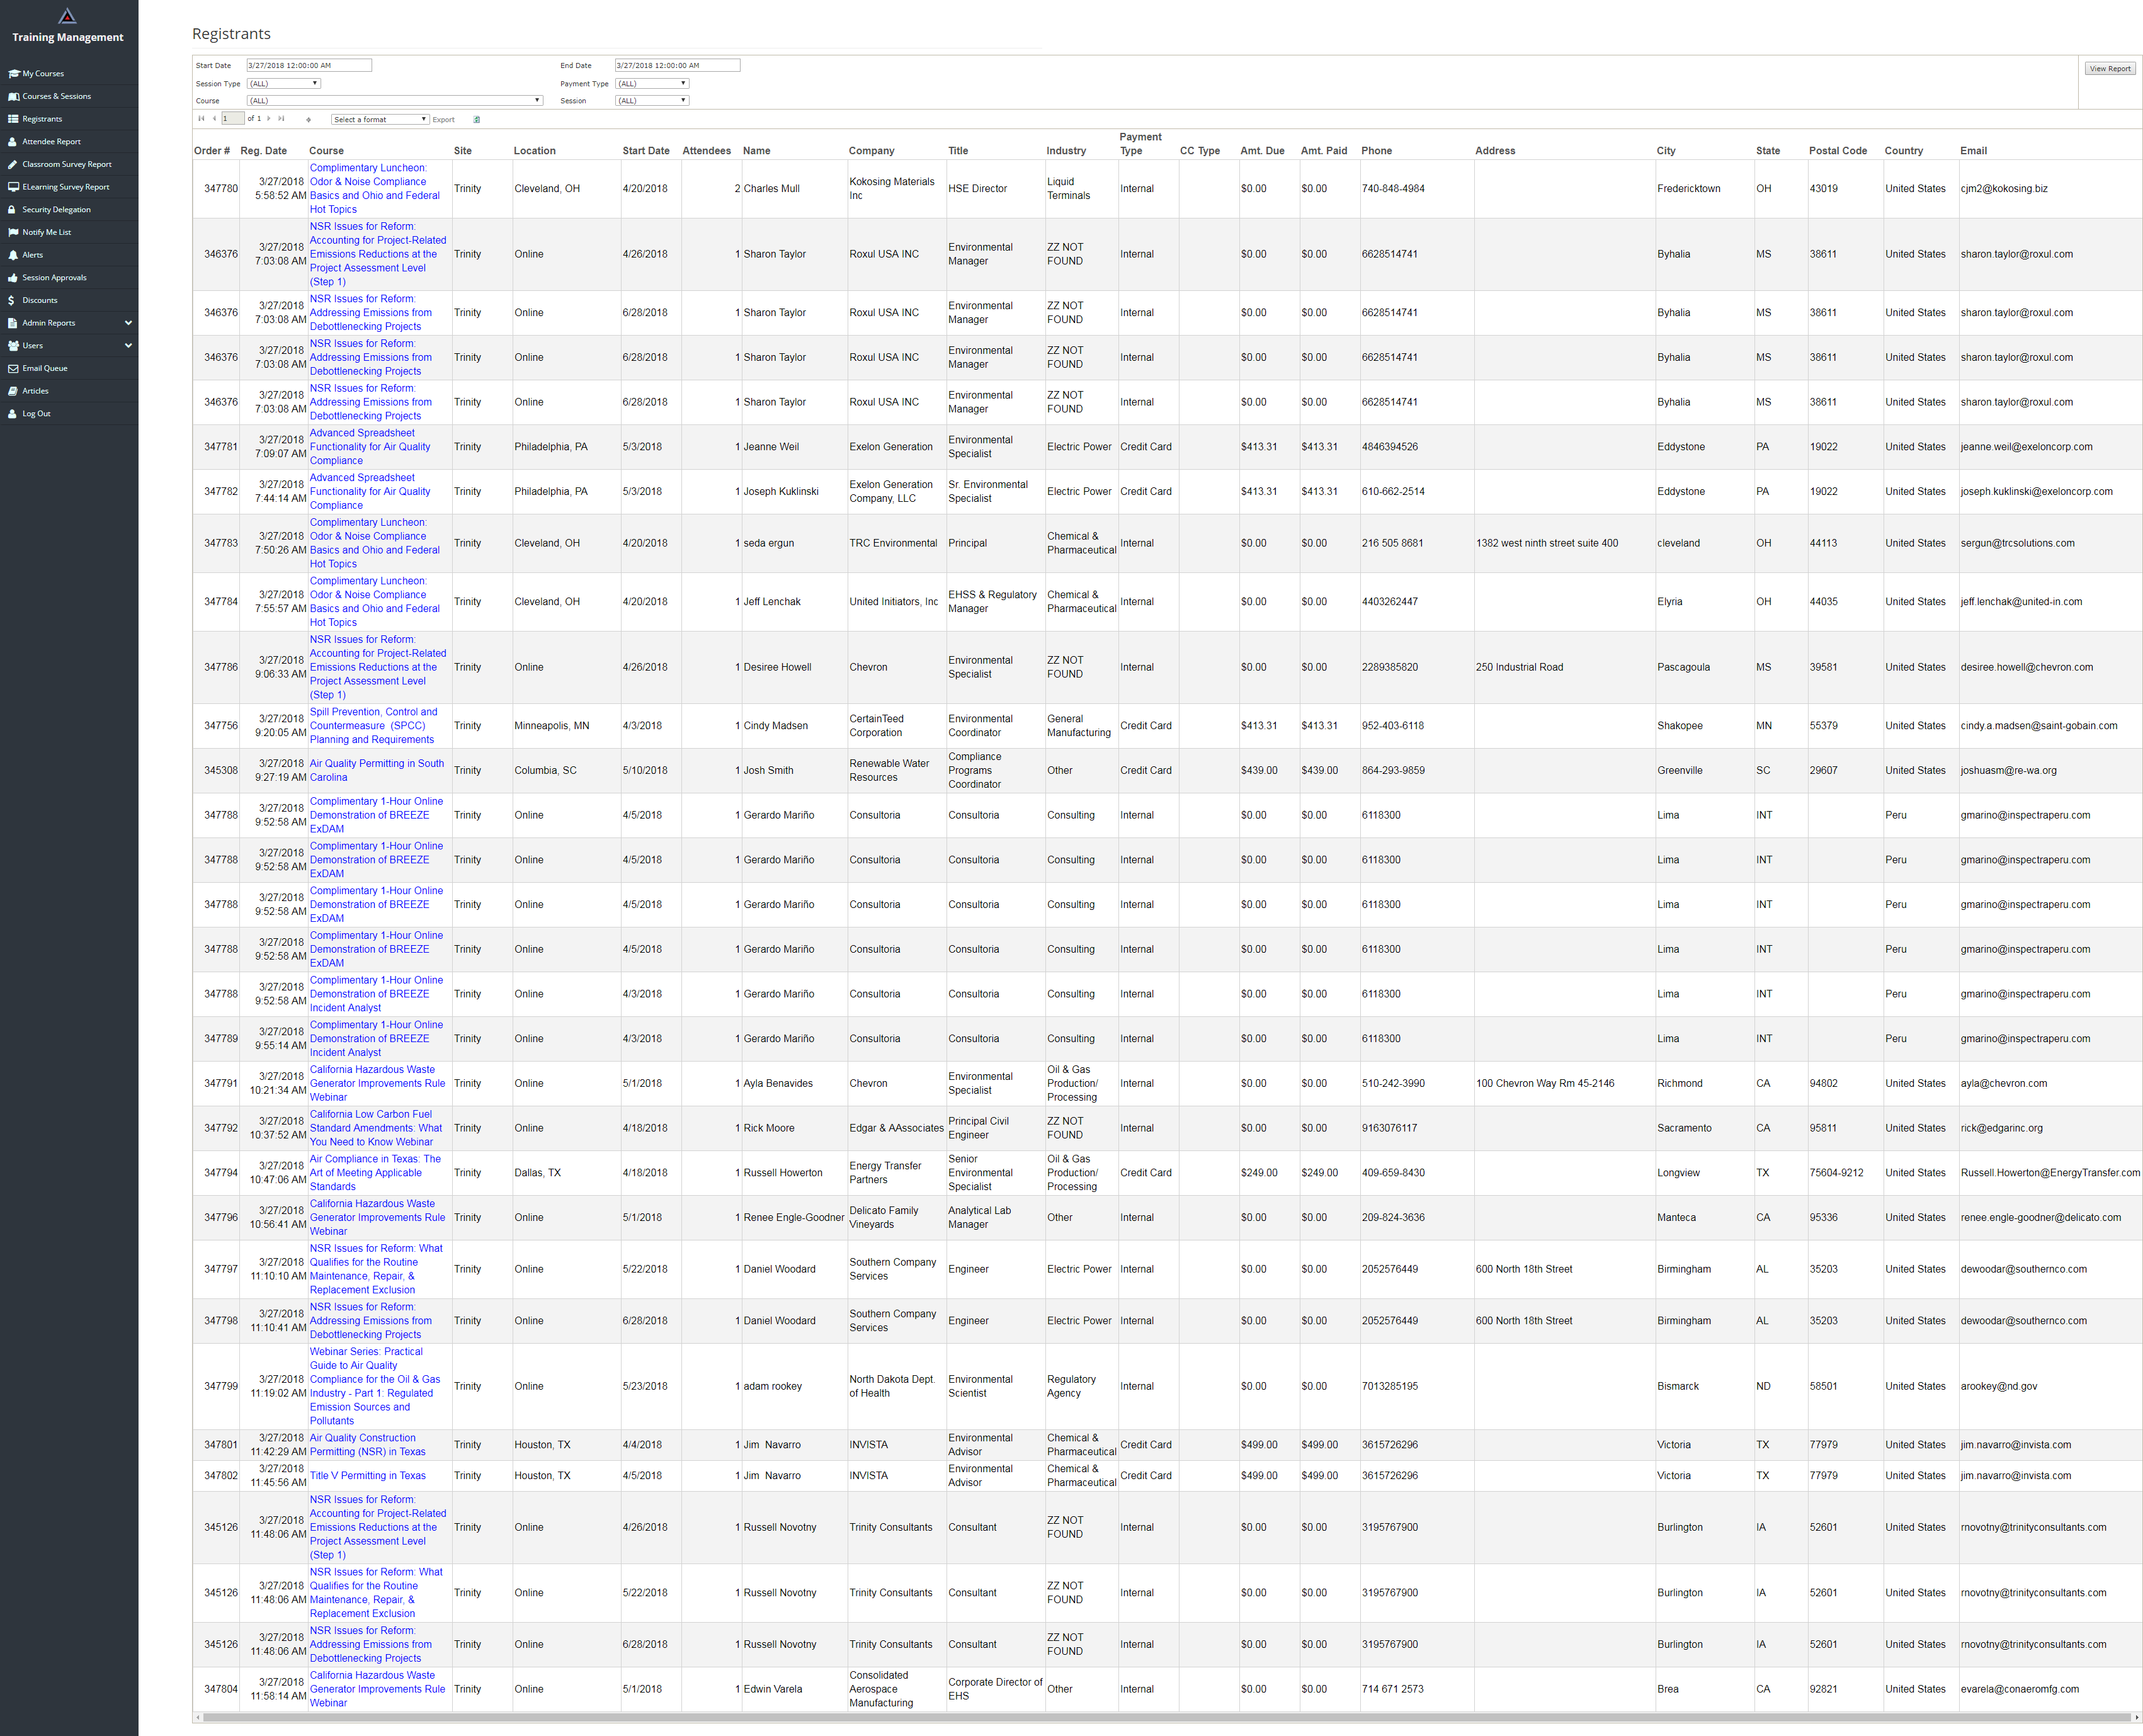 Training Management
My Courses
Courses & Sessions
Registrants
Attendee Report
Classroom Survey Report
ELearning Survey Report
Security Delegation
Notify Me List
Alerts
Session Approvals
Discounts
Admin Reports
Users
Email Queue
Articles
Log Out
Registrants
Start Date 3/27/2018 12:00:00 AM End Date 3/27/2018 12:00:00 AM View Report
Session Type (ALL) Payment Type (ALL)
Course (ALL) Session (ALL)
1 of 1 Select a format Export
Order # Reg. Date Course Site Location Start Date Attendees Name Company Title Industry Payment Type CC Type Amt. Due Amt. Paid Phone Address City State Postal Code Country Email
347780 3/27/2018 5:58:52 AM Complimentary Luncheon: Odor & Noise Compliance Basics and Ohio and Federal Hot Topics Trinity Cleveland, OH 4/20/2018 2 Charles Mull Kokosing Materials Inc HSE Director Liquid Terminals Internal $0.00 $0.00 740-848-4984 Fredericktown OH 43019 United States cjm2@kokosing.biz
346376 3/27/2018 7:03:08 AM NSR Issues for Reform: Accounting for Project-Related Emissions Reductions at the Project Assessment Level (Step 1) Trinity Online 4/26/2018 1 Sharon Taylor Roxul USA INC Environmental Manager ZZ NOT FOUND Internal $0.00 $0.00 6628514741 Byhalia MS 38611 United States sharon.taylor@roxul.com
346376 3/27/2018 7:03:08 AM NSR Issues for Reform: Addressing Emissions from Debottlenecking Projects Trinity Online 6/28/2018 1 Sharon Taylor Roxul USA INC Environmental Manager ZZ NOT FOUND Internal $0.00 $0.00 6628514741 Byhalia MS 38611 United States sharon.taylor@roxul.com
346376 3/27/2018 7:03:08 AM NSR Issues for Reform: Addressing Emissions from Debottlenecking Projects Trinity Online 6/28/2018 1 Sharon Taylor Roxul USA INC Environmental Manager ZZ NOT FOUND Internal $0.00 $0.00 6628514741 Byhalia MS 38611 United States sharon.taylor@roxul.com
346376 3/27/2018 7:03:08 AM NSR Issues for Reform: Addressing Emissions from Debottlenecking Projects Trinity Online 6/28/2018 1 Sharon Taylor Roxul USA INC Environmental Manager ZZ NOT FOUND Internal $0.00 $0.00 6628514741 Byhalia MS 38611 United States sharon.taylor@roxul.com
347781 3/27/2018 7:09:07 AM Advanced Spreadsheet Functionality for Air Quality Compliance Trinity Philadelphia, PA 5/3/2018 1 Jeanne Weil Exelon Generation Environmental Specialist Electric Power Credit Card $413.31 $413.31 4846394526 Eddystone PA 19022 United States jeanne.weil@exeloncorp.com
347782 3/27/2018 7:44:14 AM Advanced Spreadsheet Functionality for Air Quality Compliance Trinity Philadelphia, PA 5/3/2018 1 Joseph Kuklinski Exelon Generation Company, LLC Sr. Environmental Specialist Electric Power Credit Card $413.31 $413.31 610-662-2514 Eddystone PA 19022 United States joseph.kuklinski@exeloncorp.com
347783 3/27/2018 7:50:26 AM Complimentary Luncheon: Odor & Noise Compliance Basics and Ohio and Federal Hot Topics Trinity Cleveland, OH 4/20/2018 1 seda ergun TRC Environmental Principal Chemical & Pharmaceutical Internal $0.00 $0.00 216 505 8681 1382 west ninth street suite 400 cleveland OH 44113 United States sergun@trcsolutions.com
347784 3/27/2018 7:55:57 AM Complimentary Luncheon: Odor & Noise Compliance Basics and Ohio and Federal Hot Topics Trinity Cleveland, OH 4/20/2018 1 Jeff Lenchak United Initiators, Inc EHSS & Regulatory Manager Chemical & Pharmaceutical Internal $0.00 $0.00 4403262447 Elyria OH 44035 United States jeff.lenchak@united-in.com
347786 3/27/2018 9:06:33 AM NSR Issues for Reform: Accounting for Project-Related Emissions Reductions at the Project Assessment Level (Step 1) Trinity Online 4/26/2018 1 Desiree Howell Chevron Environmental Specialist ZZ NOT FOUND Internal $0.00 $0.00 2289385820 250 Industrial Road Pascagoula MS 39581 United States desiree.howell@chevron.com
347756 3/27/2018 9:20:05 AM Spill Prevention, Control and Countermeasure (SPCC) Planning and Requirements Trinity Minneapolis, MN 4/3/2018 1 Cindy Madsen CertainTeed Corporation Environmental Coordinator General Manufacturing Credit Card $413.31 $413.31 952-403-6118 Shakopee MN 55379 United States cindy.a.madsen@saint-gobain.com
345308 3/27/2018 9:27:19 AM Air Quality Permitting in South Carolina Trinity Columbia, SC 5/10/2018 1 Josh Smith Renewable Water Resources Compliance Programs Coordinator Other Credit Card $439.00 $439.00 864-293-9859 Greenville SC 29607 United States joshuasm@re-wa.org
347788 3/27/2018 9:52:58 AM Complimentary 1-Hour Online Demonstration of BREEZE ExDAM Trinity Online 4/5/2018 1 Gerardo Mariño Consultoria Consultoria Consulting Internal $0.00 $0.00 6118300 Lima INT Peru gmarino@inspectraperu.com
347788 3/27/2018 9:52:58 AM Complimentary 1-Hour Online Demonstration of BREEZE ExDAM Trinity Online 4/5/2018 1 Gerardo Mariño Consultoria Consultoria Consulting Internal $0.00 $0.00 6118300 Lima INT Peru gmarino@inspectraperu.com
347788 3/27/2018 9:52:58 AM Complimentary 1-Hour Online Demonstration of BREEZE ExDAM Trinity Online 4/5/2018 1 Gerardo Mariño Consultoria Consultoria Consulting Internal $0.00 $0.00 6118300 Lima INT Peru gmarino@inspectraperu.com
347788 3/27/2018 9:52:58 AM Complimentary 1-Hour Online Demonstration of BREEZE ExDAM Trinity Online 4/5/2018 1 Gerardo Mariño Consultoria Consultoria Consulting Internal $0.00 $0.00 6118300 Lima INT Peru gmarino@inspectraperu.com
347788 3/27/2018 9:52:58 AM Complimentary 1-Hour Online Demonstration of BREEZE Incident Analyst Trinity Online 4/3/2018 1 Gerardo Mariño Consultoria Consultoria Consulting Internal $0.00 $0.00 6118300 Lima INT Peru gmarino@inspectraperu.com
347789 3/27/2018 9:55:14 AM Complimentary 1-Hour Online Demonstration of BREEZE Incident Analyst Trinity Online 4/3/2018 1 Gerardo Mariño Consultoria Consultoria Consulting Internal $0.00 $0.00 6118300 Lima INT Peru gmarino@inspectraperu.com
347791 3/27/2018 10:21:34 AM California Hazardous Waste Generator Improvements Rule Webinar Trinity Online 5/1/2018 1 Ayla Benavides Chevron Environmental Specialist Oil & Gas Production/ Processing Internal $0.00 $0.00 510-242-3990 100 Chevron Way Rm 45-2146 Richmond CA 94802 United States ayla@chevron.com
347792 3/27/2018 10:37:52 AM California Low Carbon Fuel Standard Amendments: What You Need to Know Webinar Trinity Online 4/18/2018 1 Rick Moore Edgar & AAssociates Principal Civil Engineer ZZ NOT FOUND Internal $0.00 $0.00 9163076117 Sacramento CA 95811 United States rick@edgarinc.org
347794 3/27/2018 10:47:06 AM Air Compliance in Texas: The Art of Meeting Applicable Standards Trinity Dallas, TX 4/18/2018 1 Russell Howerton Energy Transfer Partners Senior Environmental Specialist Oil & Gas Production/ Processing Credit Card $249.00 $249.00 409-659-8430 Longview TX 75604-9212 United States Russell.Howerton@EnergyTransfer.com
347796 3/27/2018 10:56:41 AM California Hazardous Waste Generator Improvements Rule Webinar Trinity Online 5/1/2018 1 Renee Engle-Goodner Delicato Family Vineyards Analytical Lab Manager Other Internal $0.00 $0.00 209-824-3636 Manteca CA 95336 United States renee.engle-goodner@delicato.com
347797 3/27/2018 11:10:10 AM NSR Issues for Reform: What Qualifies for the Routine Maintenance, Repair, & Replacement Exclusion Trinity Online 5/22/2018 1 Daniel Woodard Southern Company Services Engineer Electric Power Internal $0.00 $0.00 2052576449 600 North 18th Street Birmingham AL 35203 United States dewoodar@southernco.com
347798 3/27/2018 11:10:41 AM NSR Issues for Reform: Addressing Emissions from Debottlenecking Projects Trinity Online 6/28/2018 1 Daniel Woodard Southern Company Services Engineer Electric Power Internal $0.00 $0.00 2052576449 600 North 18th Street Birmingham AL 35203 United States dewoodar@southernco.com
347799 3/27/2018 11:19:02 AM Webinar Series: Practical Guide to Air Quality Compliance for the Oil & Gas Industry - Part 1: Regulated Emission Sources and Pollutants Trinity Online 5/23/2018 1 adam rookey North Dakota Dept. of Health Environmental Scientist Regulatory Agency Internal $0.00 $0.00 7013285195 Bismarck ND 58501 United States arookey@nd.gov
347801 3/27/2018 11:42:29 AM Air Quality Construction Permitting (NSR) in Texas Trinity Houston, TX 4/4/2018 1 Jim Navarro INVISTA Environmental Advisor Chemical & Pharmaceutical Credit Card $499.00 $499.00 3615726296 Victoria TX 77979 United States jim.navarro@invista.com
347802 3/27/2018 11:45:56 AM Title V Permitting in Texas Trinity Houston, TX 4/5/2018 1 Jim Navarro INVISTA Environmental Advisor Chemical & Pharmaceutical Credit Card $499.00 $499.00 3615726296 Victoria TX 77979 United States jim.navarro@invista.com
345126 3/27/2018 11:48:06 AM NSR Issues for Reform: Accounting for Project-Related Emissions Reductions at the Project Assessment Level (Step 1) Trinity Online 4/26/2018 1 Russell Novotny Trinity Consultants Consultant ZZ NOT FOUND Internal $0.00 $0.00 3195767900 Burlington IA 52601 United States rnovotny@trinityconsultants.com
345126 3/27/2018 11:48:06 AM NSR Issues for Reform: What Qualifies for the Routine Maintenance, Repair, & Replacement Exclusion Trinity Online 5/22/2018 1 Russell Novotny Trinity Consultants Consultant ZZ NOT FOUND Internal $0.00 $0.00 3195767900 Burlington IA 52601 United States rnovotny@trinityconsultants.com
345126 3/27/2018 11:48:06 AM NSR Issues for Reform: Addressing Emissions from Debottlenecking Projects Trinity Online 6/28/2018 1 Russell Novotny Trinity Consultants Consultant ZZ NOT FOUND Internal $0.00 $0.00 3195767900 Burlington IA 52601 United States rnovotny@trinityconsultants.com
347804 3/27/2018 11:58:14 AM California Hazardous Waste Generator Improvements Rule Webinar Trinity Online 5/1/2018 1 Edwin Varela Consolidated Aerospace Manufacturing Corporate Director of EHS Other Internal $0.00 $0.00 714 671 2573 Brea CA 92821 United States evarela@conaeromfg.com